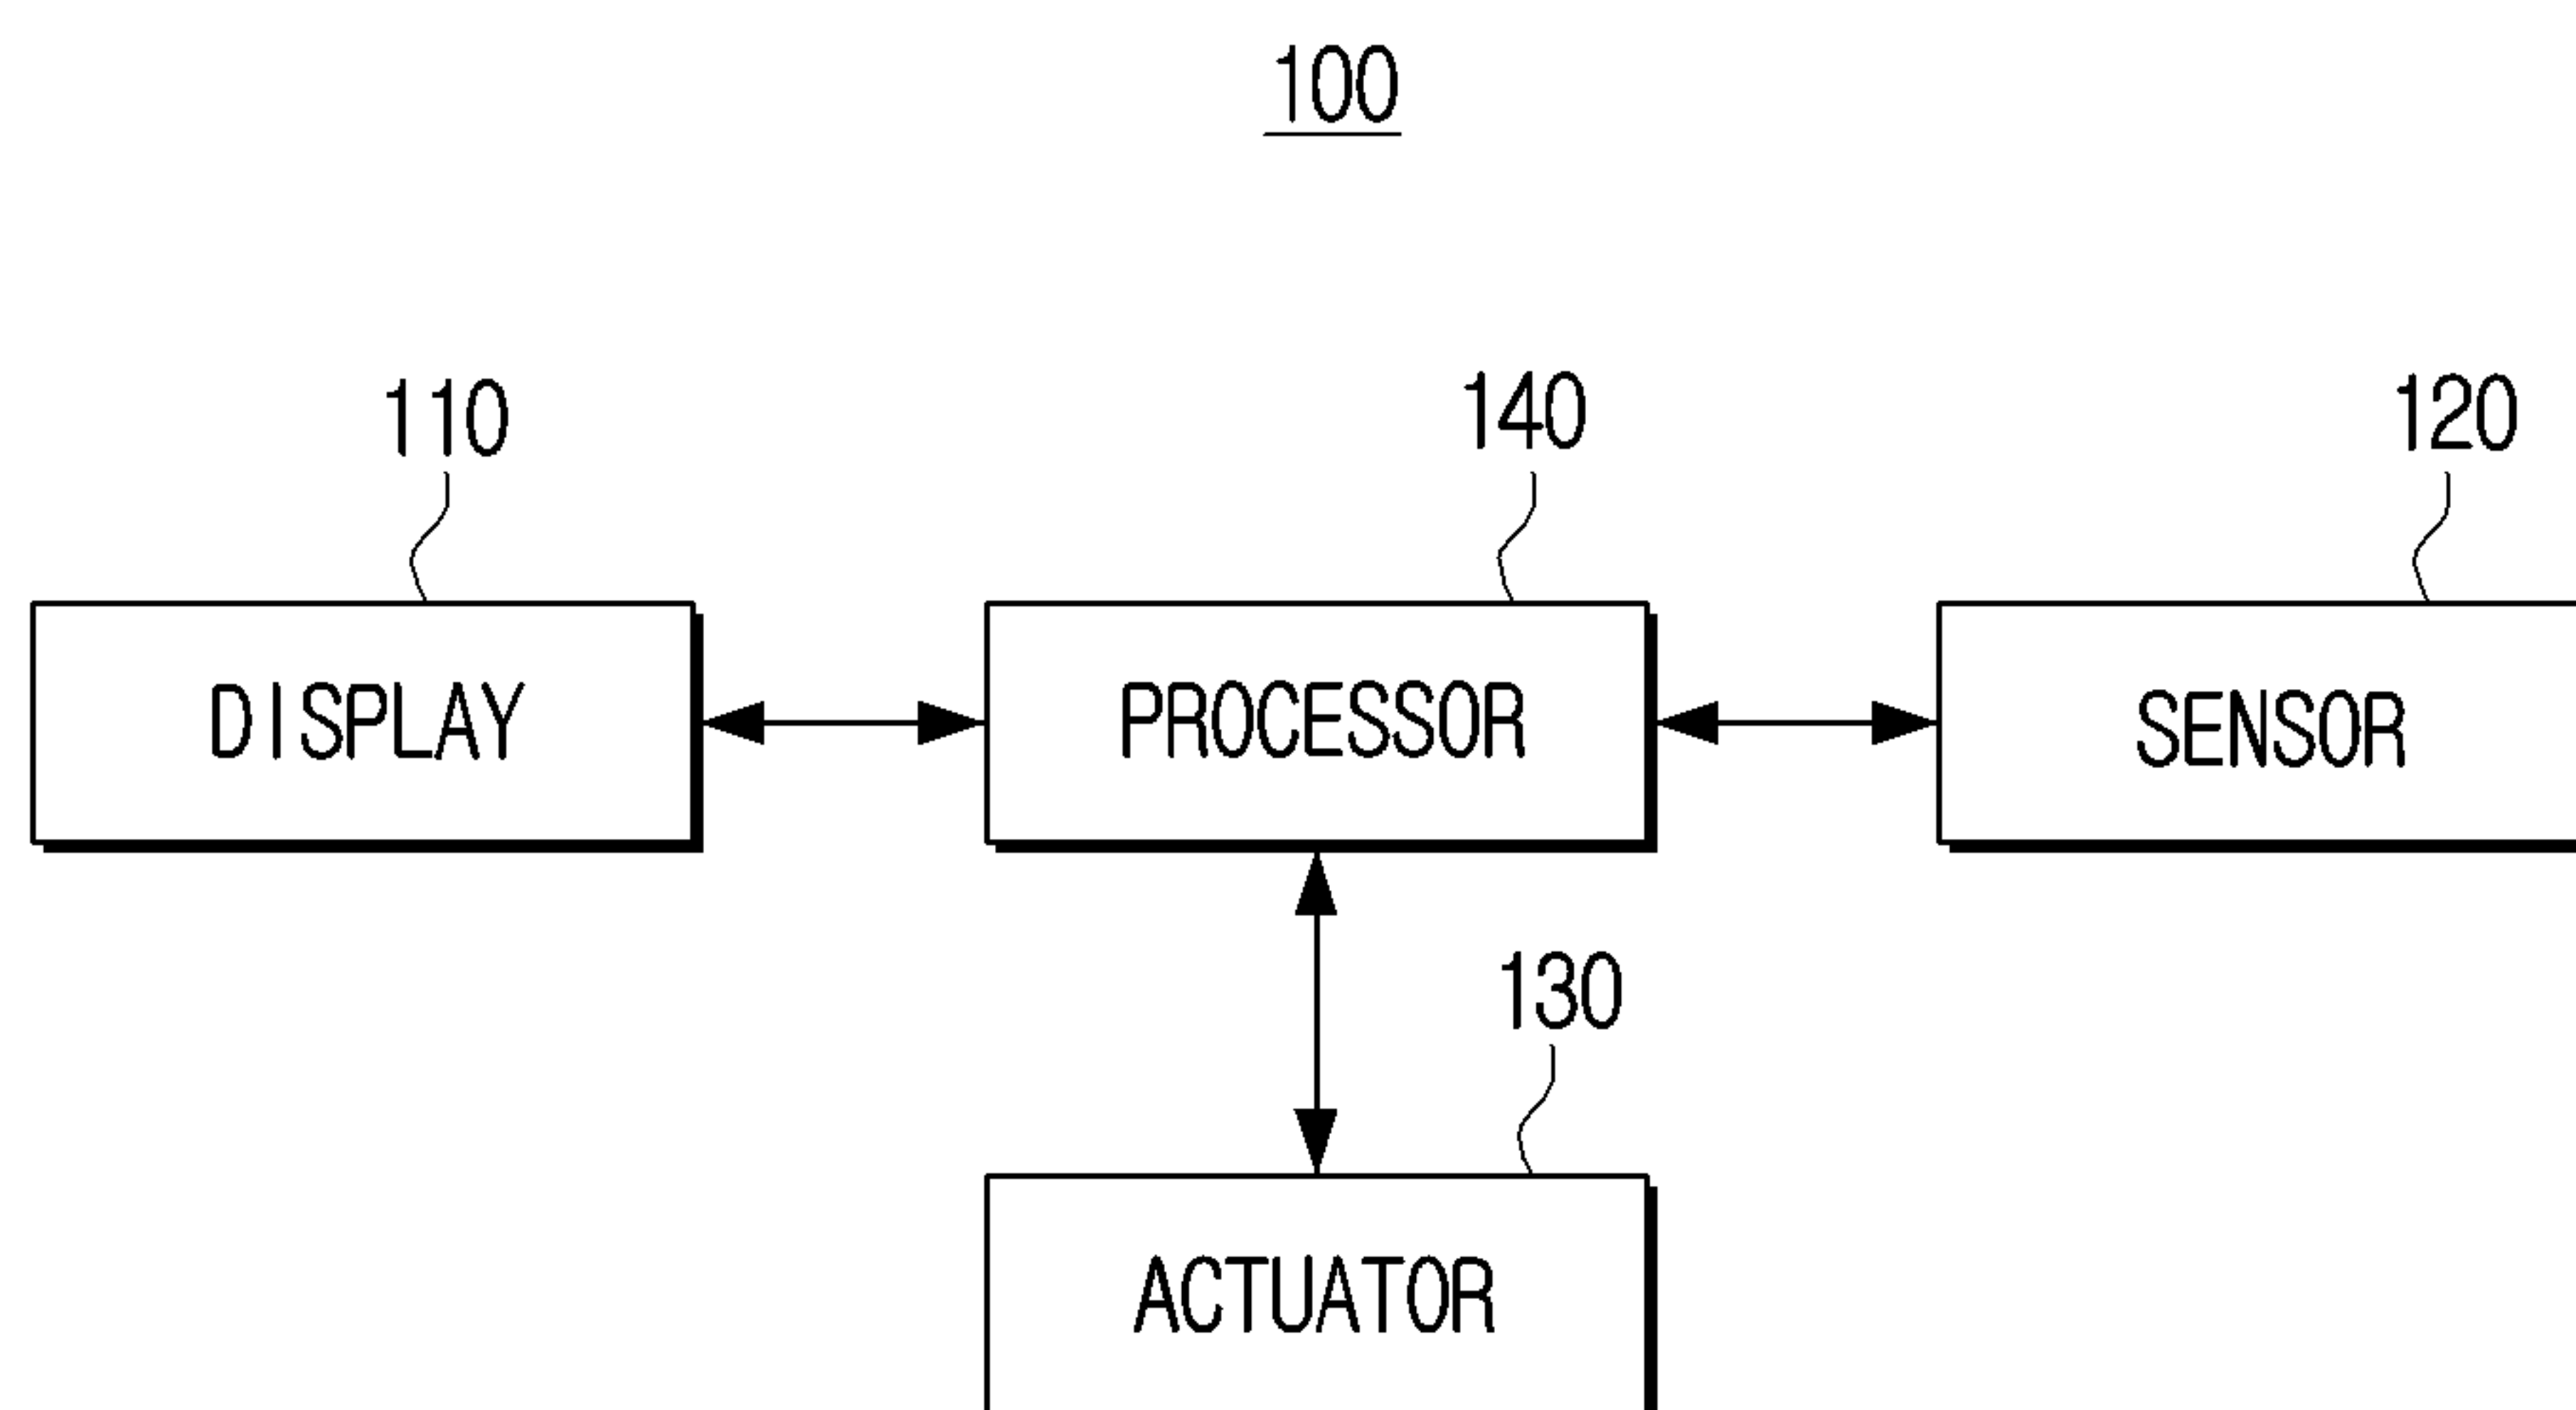 100
110
140
120
DISPLAY
PROCESSOR
SENSOR
130
ACTUATOR